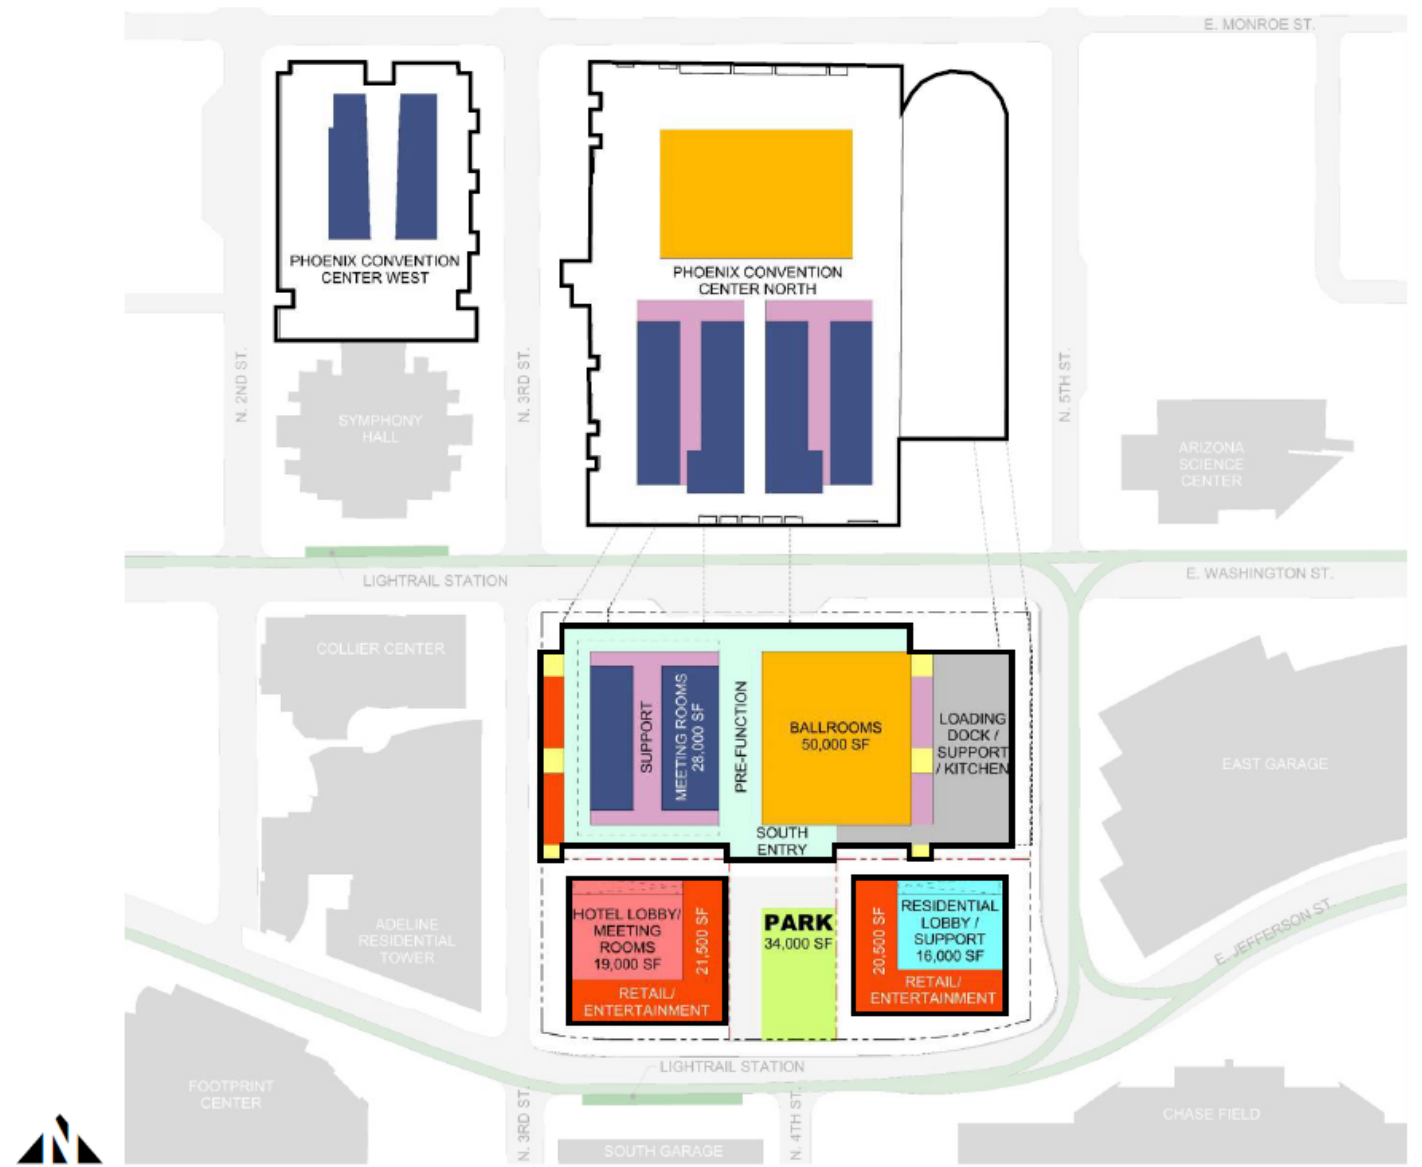 E. MONROE ST.
PHOENIX CONVENTION
CENTER WEST
PHOENIX CONVENTION
CENTER NORTH
N. 2ND ST.
N. 3RD ST.
N. 5TH ST.
SYMPHONY
HALL
ARIZONA
SCIENCE
CENTER
LIGHTRAIL STATION
E. WASHINGTON ST.
COLLIER CENTER
SUPPORT
MEETING ROOMS
28,000 SF
PRE-FUNCTION
BALLROOMS
50,000 SF
LOADING
DOCK /
SUPPORT
/ KITCHEN
EAST GARAGE
SOUTH
ENTRY
ADELINE
RESIDENTIAL
TOWER
HOTEL LOBBY/
MEETING
ROOMS
19,000 SF
21,500 SF
RETAIL/
ENTERTAINMENT
PARK
34,000 SF
20,500 SF
RESIDENTIAL
LOBBY /
SUPPORT
16,000 SF
RETAIL/
ENTERTAINMENT
E. JEFFERSON ST.
LIGHTRAIL STATION
FOOTPRINT
CENTER
N. 3RD ST.
N. 4TH ST.
CHASE FIELD
SOUTH GARAGE
N